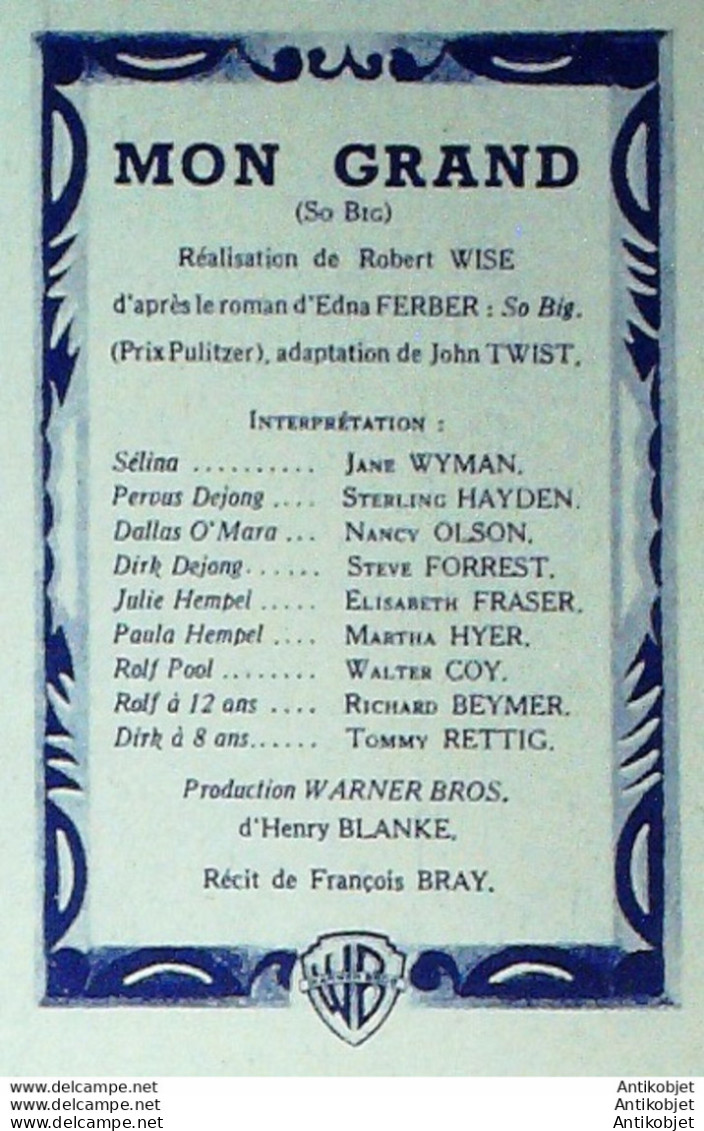 MON GRAND
(So Big)
Réalisation de Robert WISE
d'après le roman d'Edna FERBER : So Big.
(Prix Pulitzer), adaptation de John TWIST.
INTERPRÉTATION :
Sélina .......... JANE WYMAN.
Pervus Dejong .... STERLING HAYDEN.
Dallas O'Mara ... NANCY OLSON.
Dirk Dejong...... STEVE FORREST.
Julie Hempel ..... ELISABETH FRASER.
Paula Hempel .... MARTHA HYER.
Rolf Pool ........ WALTER COY.
Rolf à 12 ans .... RICHARD BEYMER.
Dirk à 8 ans...... TOMMY RETTIG.
Production WARNER BROS.
d'Henry BLANKE.
Récit de François BRAY.
WB
WARNER BROS
www.delcampe.net Antikobjet
www.delcampe.net Antikobjet
www.delcampe.net Antikobjet